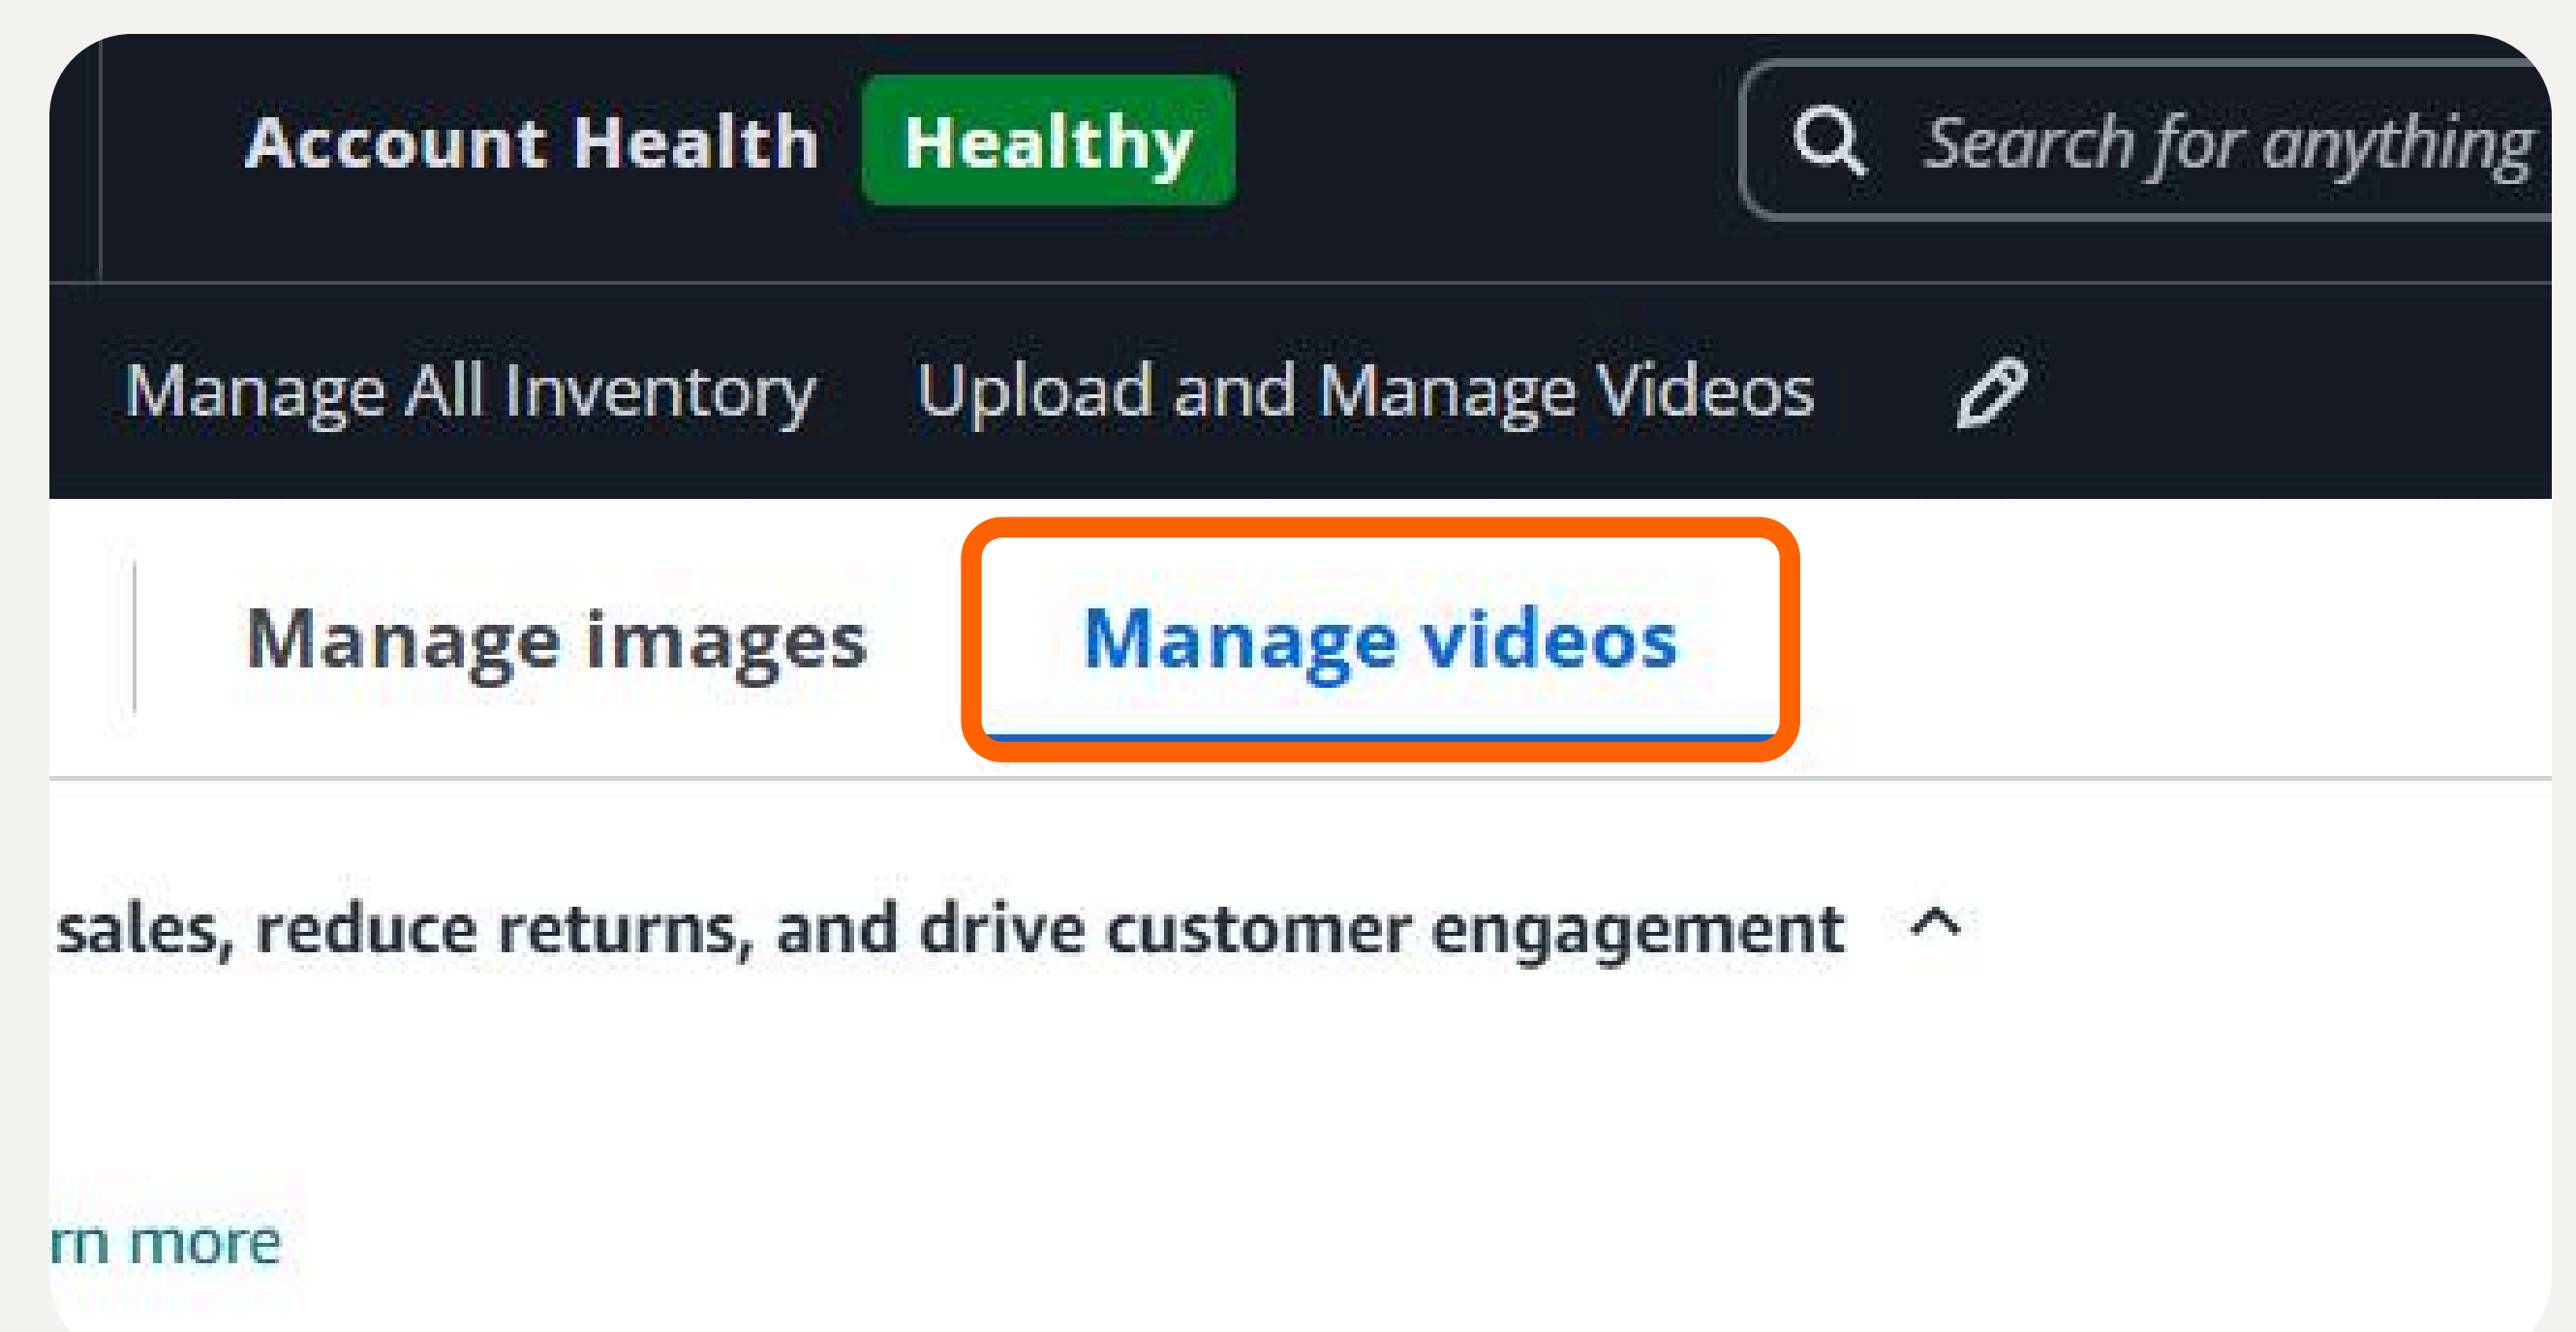 Account Health Healthy Search for anything
Manage All Inventory Upload and Manage Videos
Manage images Manage videos
sales, reduce returns, and drive customer engagement
rn more